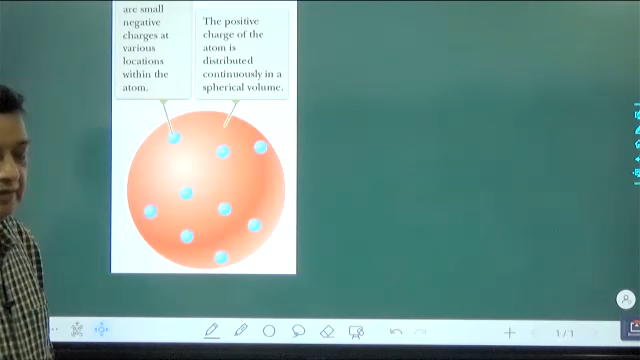 are small
negative
charges at
various
locations
within the
atom.
The positive
charge of the
atom is
distributed
continuously in a
spherical volume.
1/1